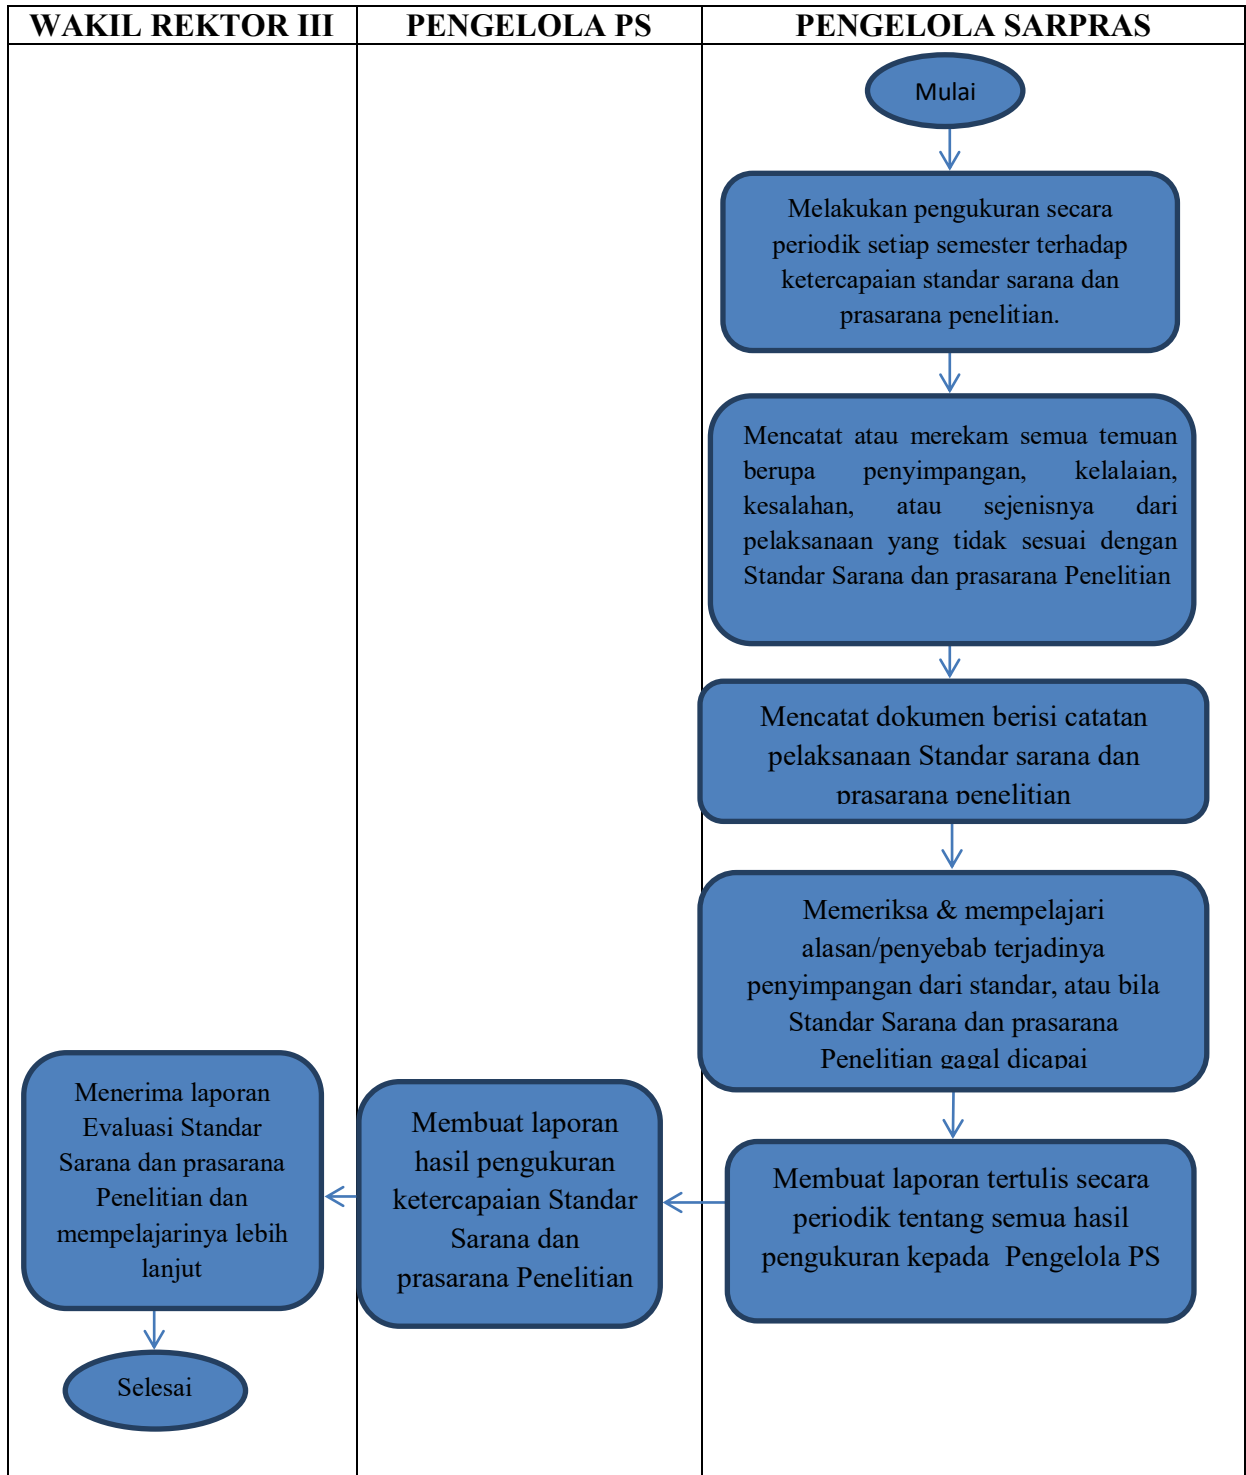 WAKIL REKTOR III
PENGELOLA PS
PENGELOLA SARPRAS
Mulai
Melakukan pengukuran secara
periodik setiap semester terhadap
ketercapaian standar sarana dan
prasarana penelitian.
Mencatat atau merekam semua temuan
berupa penyimpangan, kelalaian,
kesalahan, atau sejenisnya dari
pelaksanaan yang tidak sesuai dengan
Standar Sarana dan prasarana Penelitian
Mencatat dokumen berisi catatan
pelaksanaan Standar sarana dan
prasarana penelitian
Memeriksa & mempelajari
alasan/penyebab terjadinya
penyimpangan dari standar, atau bila
Standar Sarana dan prasarana
Penelitian gagal dicapai
Membuat laporan tertulis secara
periodik tentang semua hasil
pengukuran kepada Pengelola PS
Membuat laporan
hasil pengukuran
ketercapaian Standar
Sarana dan
prasarana Penelitian
Menerima laporan
Evaluasi Standar
Sarana dan prasarana
Penelitian dan
mempelajarinya lebih
lanjut
Selesai